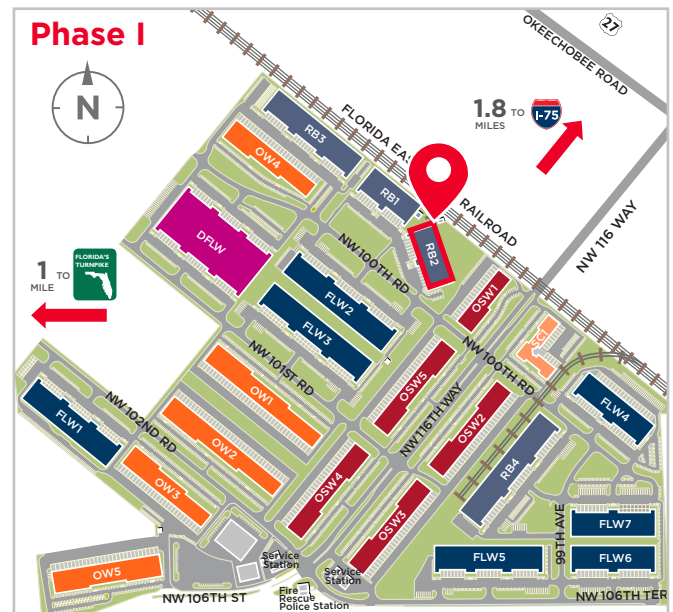 Phase I
N
27
OKEECHOBEE ROAD
1.8 TO
MILES
I-75
FLORIDA EAS
RAILROAD
NW 116 WAY
RB3
OW4
RB1
RB2
DFLW
NW 100TH RD
1 TO
MILE
FLORIDA'S
TURNPIKE
FLW2
OSW1
FLW3
SC1
NW 101ST RD
NW 100TH RD
OW1
OSW5
NW 116TH WAY
FLW4
FLW1
NW 102ND RD
OW2
OSW2
RB4
OW3
OSW4
OSW3
99TH AVE
FLW7
FLW5
FLW6
OW5
Service
Station
Service
Station
NW 106TH ST
Fire
Rescue
Police Station
NW 106TH TER